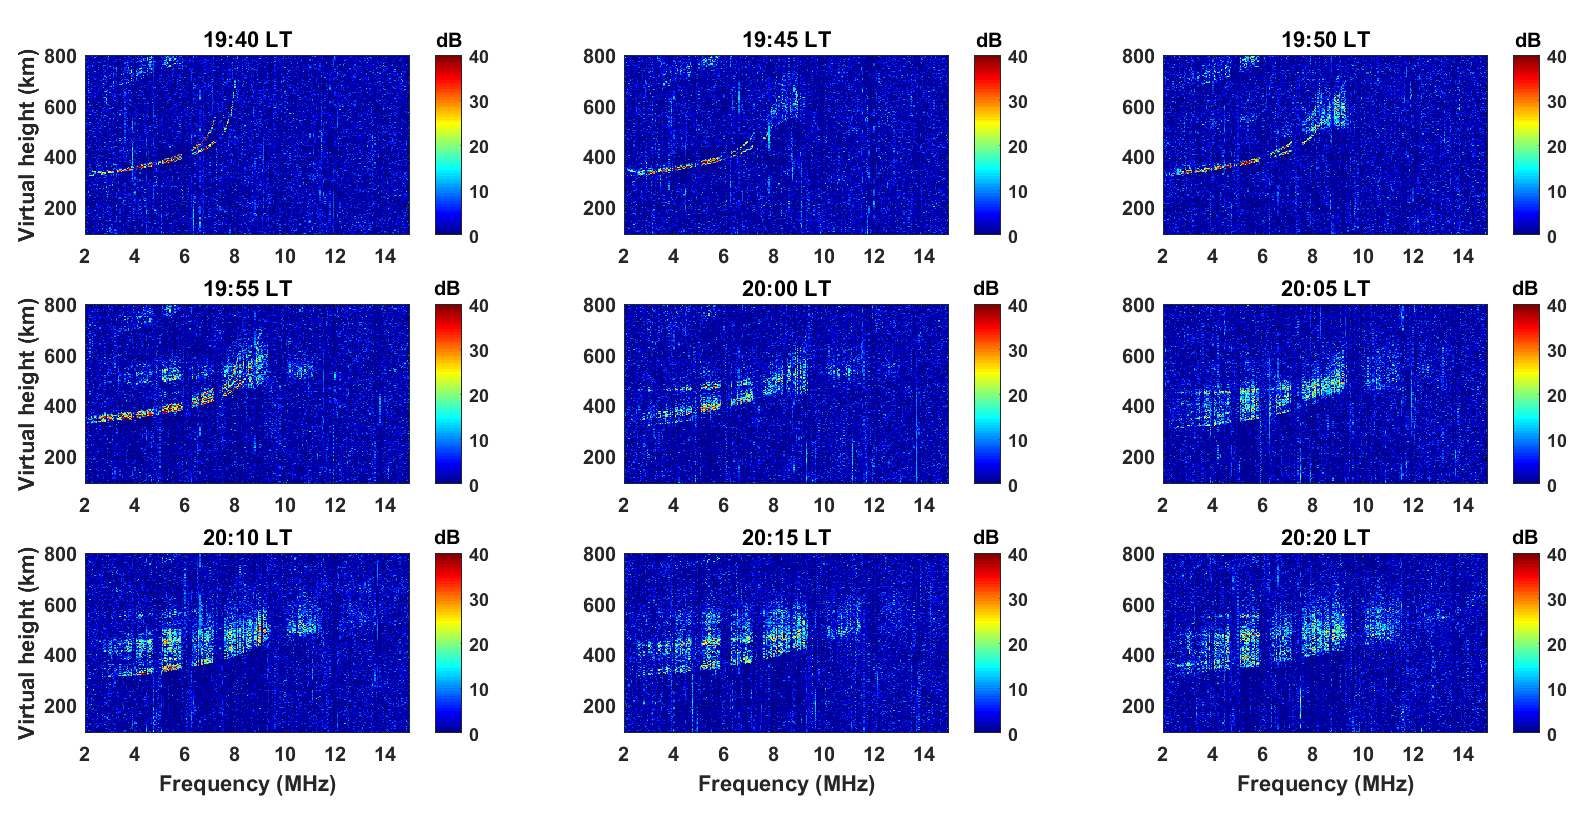 19:40 LT dB 19:45 LT dB 19:50 LT dB
Virtual height (km)
800 40 800 40 800 40
600 30 600 30 600 30
400 20 400 20 400 20
200 10 200 10 200 10
0 0 0
2 4 6 8 10 12 14 2 4 6 8 10 12 14 2 4 6 8 10 12 14
19:55 LT dB 20:00 LT dB 20:05 LT dB
Virtual height (km)
800 40 800 40 800 40
600 30 600 30 600 30
400 20 400 20 400 20
200 10 200 10 200 10
0 0 0
2 4 6 8 10 12 14 2 4 6 8 10 12 14 2 4 6 8 10 12 14
20:10 LT dB 20:15 LT dB 20:20 LT dB
Virtual height (km)
800 40 800 40 800 40
600 30 600 30 600 30
400 20 400 20 400 20
200 10 200 10 200 10
0 0 0
2 4 6 8 10 12 14 2 4 6 8 10 12 14 2 4 6 8 10 12 14
Frequency (MHz) Frequency (MHz) Frequency (MHz)